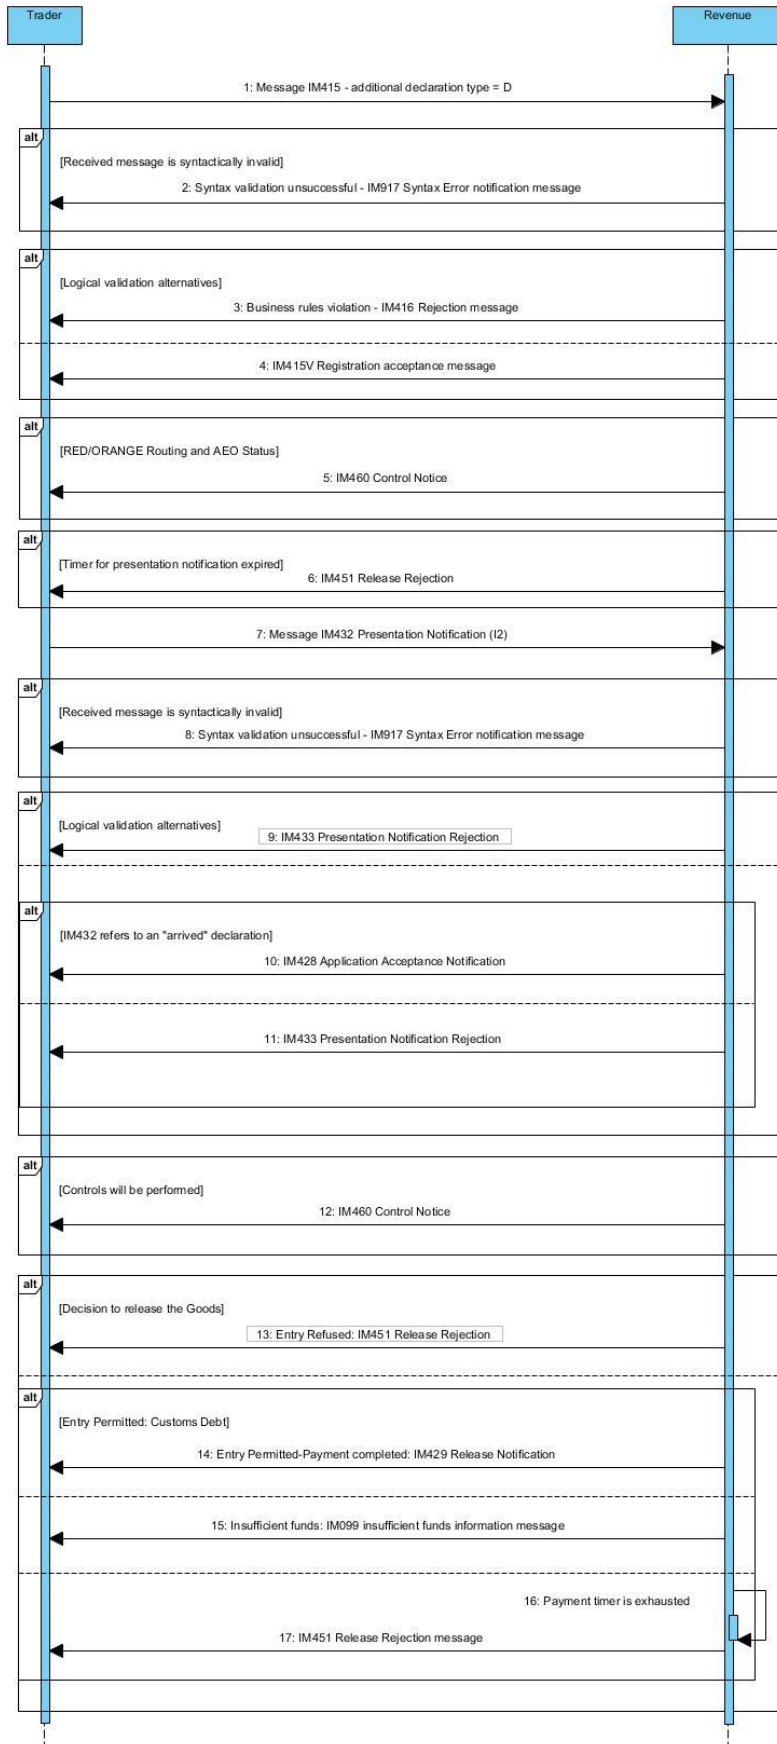 Trader
Revenue
1: Message IM415 - additional declaration type = D
alt
[Received message is syntactically invalid]
2: Syntax validation unsuccessful - IM917 Syntax Error notification message
alt
[Logical validation alternatives]
3: Business rules violation - IM416 Rejection message
4: IM415V Registration acceptance message
alt
[RED/ORANGE Routing and AEO Status]
5: IM460 Control Notice
alt
[Timer for presentation notification expired]
6: IM451 Release Rejection
7: Message IM432 Presentation Notification (I2)
alt
[Received message is syntactically invalid]
8: Syntax validation unsuccessful - IM917 Syntax Error notification message
alt
[Logical validation alternatives]
9: IM433 Presentation Notification Rejection
alt
[IM432 refers to an "arrived" declaration]
10: IM428 Application Acceptance Notification
11: IM433 Presentation Notification Rejection
alt
[Controls will be performed]
12: IM460 Control Notice
alt
[Decision to release the Goods]
13: Entry Refused: IM451 Release Rejection
alt
[Entry Permitted: Customs Debt]
14: Entry Permitted-Payment completed: IM429 Release Notification
15: Insufficient funds: IM099 insufficient funds information message
16: Payment timer is exhausted
17: IM451 Release Rejection message